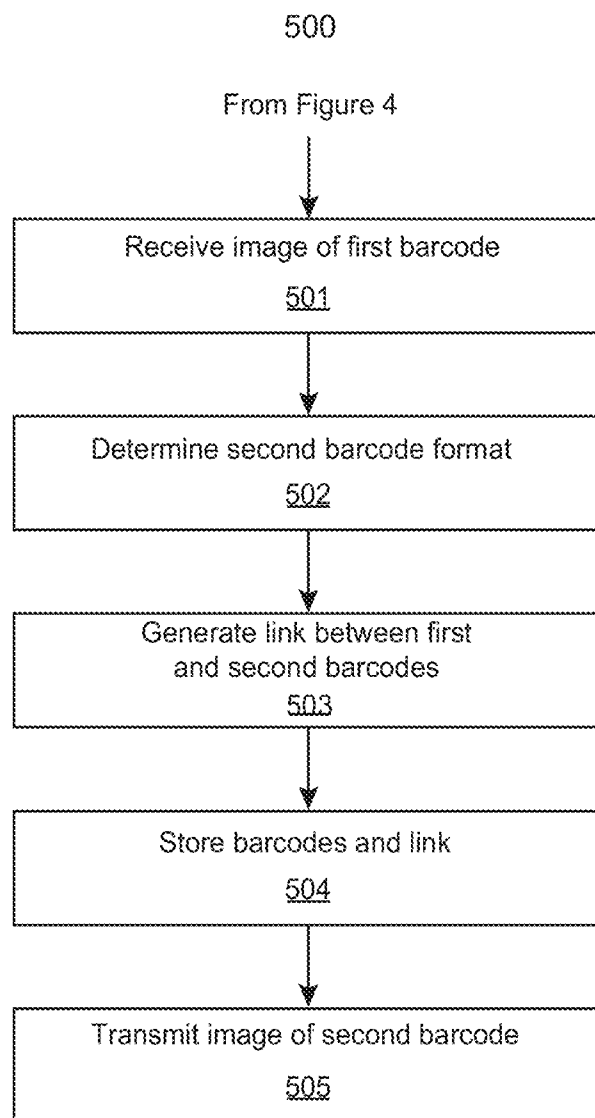 500
From Figure 4
Receive image of first barcode
501
Determine second barcode format
502
Generate link between first
and second barcodes
503
Store barcodes and link
504
Transmit image of second barcode
505